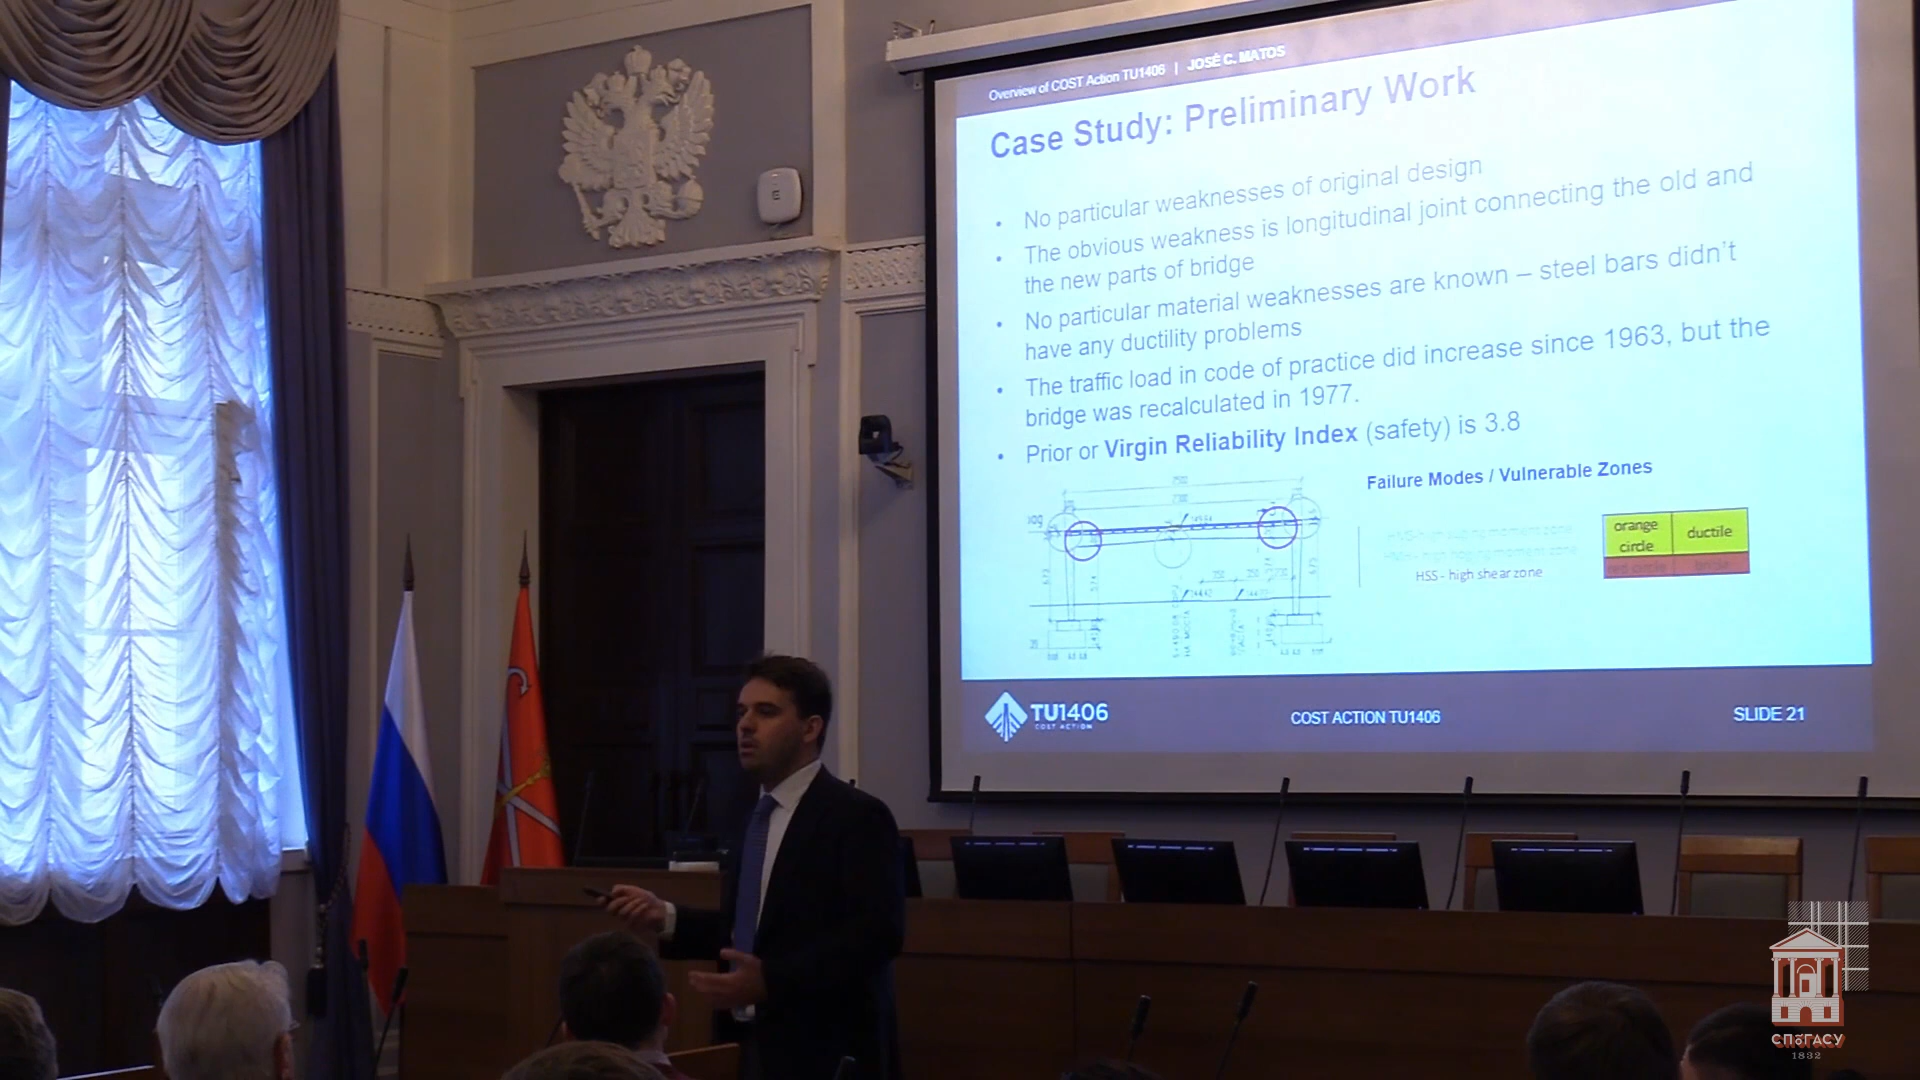 Overview of COST Action TU1406 | JOSÉ C. MATOS
Case Study: Preliminary Work
• No particular weaknesses of original design
• The obvious weakness is longitudinal joint connecting the old and
the new parts of bridge
• No particular material weaknesses are known – steel bars didn't
have any ductility problems
• The traffic load in code of practice did increase since 1963, but the
bridge was recalculated in 1977.
• Prior or Virgin Reliability Index (safety) is 3.8
Failure Modes / Vulnerable Zones
HSS - high shear zone
orange
circle
ductile
red circle
TU1406
COST ACTION
COST ACTION TU1406
SLIDE 21
СПбГАСУ
1832